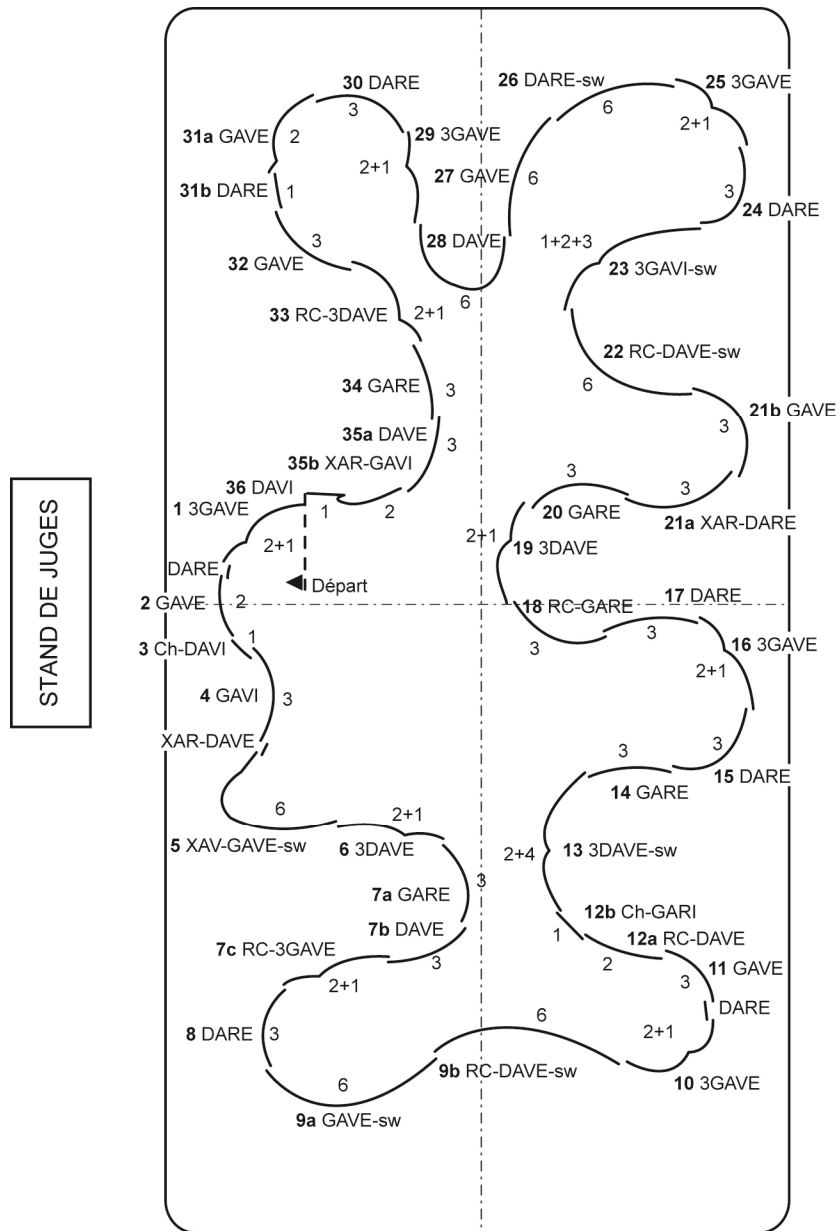 30 DARE
3
26 DARE-sw
6
25 3GAVE
2+1
31a GAVE
2
29 3GAVE
2+1
27 GAVE
6
31b DARE
1
3
24 DARE
28 DAVE
6
1+2+3
23 3GAVI-sw
32 GAVE
3
33 RC-3DAVE
2+1
22 RC-DAVE-sw
6
34 GARE
3
21b GAVE
3
35a DAVE
3
35b XAR-GAVI
2
36 DAVI
1
3
20 GARE
3
21a XAR-DARE
STAND DE JUGES
1 3GAVE
2+1
2+1
19 3DAVE
DARE
Départ
2 GAVE
2
18 RC-GARE
3
17 DARE
3
16 3GAVE
2+1
3 Ch-DAVI
1
4 GAVI
3
XAR-DAVE
3
15 DARE
3
14 GARE
6
5 XAV-GAVE-sw
2+1
6 3DAVE
2+4
13 3DAVE-sw
7a GARE
3
12b Ch-GARI
1
7b DAVE
3
12a RC-DAVE
2
7c RC-3GAVE
2+1
11 GAVE
3
DARE
8 DARE
3
6
9b RC-DAVE-sw
2+1
10 3GAVE
6
9a GAVE-sw